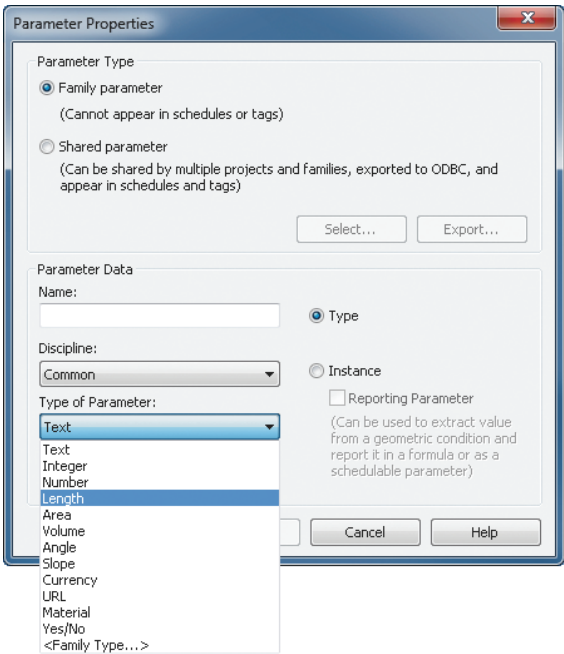 Parameter Properties
Parameter Type
Family parameter
(Cannot appear in schedules or tags)
Shared parameter
(Can be shared by multiple projects and families, exported to ODBC, and
appear in schedules and tags)
Select...
Export...
Parameter Data
Name:
Type
Discipline:
Common
Instance
Reporting Parameter
(Can be used to extract value
from a geometric condition and
report it in a formula or as a
schedulable parameter)
Type of Parameter:
Text
Text
Integer
Number
Length
Area
Volume
Angle
Slope
Currency
URL
Material
Yes/No
<Family Type...>
Cancel
Help